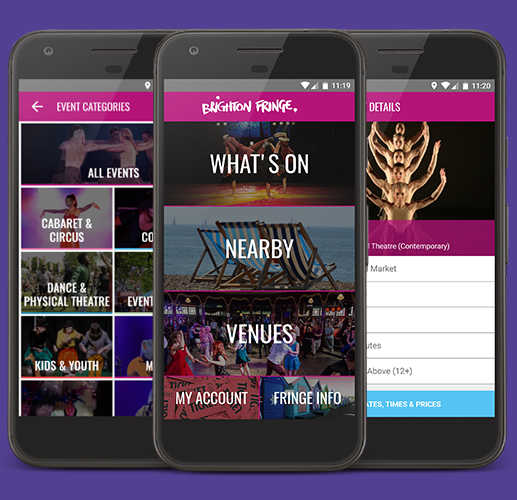 EVENT CATEGORIES
ALL EVENTS
CABARET &
CIRCUS
CO
DANCE &
PHYSICAL THEATRE
EVEN
KIDS & YOUTH
M
11:19
BRIGHTON FRINGE.
WHAT'S ON
NEARBY
VENUES
MY ACCOUNT
FRINGE INFO
11:20
DETAILS
l Theatre (Contemporary)
d Market
utes
Above (12+)
ATES, TIMES & PRICES